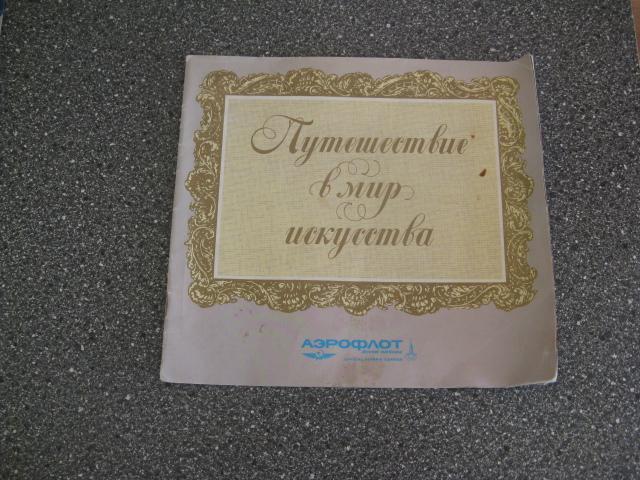 Путешествие
в мир
искусства
АЭРОФЛОТ